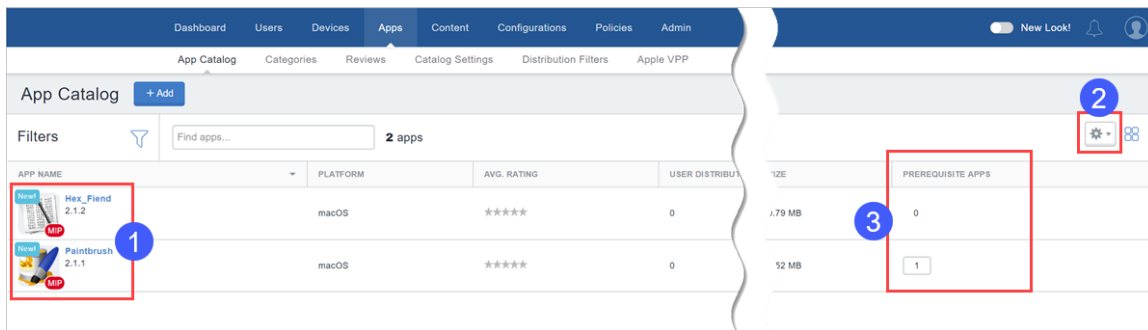 Dashboard Users Devices Apps Content Configurations Policies Admin New Look!
App Catalog Categories Reviews Catalog Settings Distribution Filters Apple VPP
App Catalog + Add
2
Filters Find apps... 2 apps
APP NAME PLATFORM AVG. RATING USER DISTRIBUT IZE PREREQUISITE APPS
New! Hex_Fiend
2.1.2 macOS 0 .79 MB 0
MIP
1
3
New! Paintbrush
2.1.1 macOS 0 52 MB 1
MIP